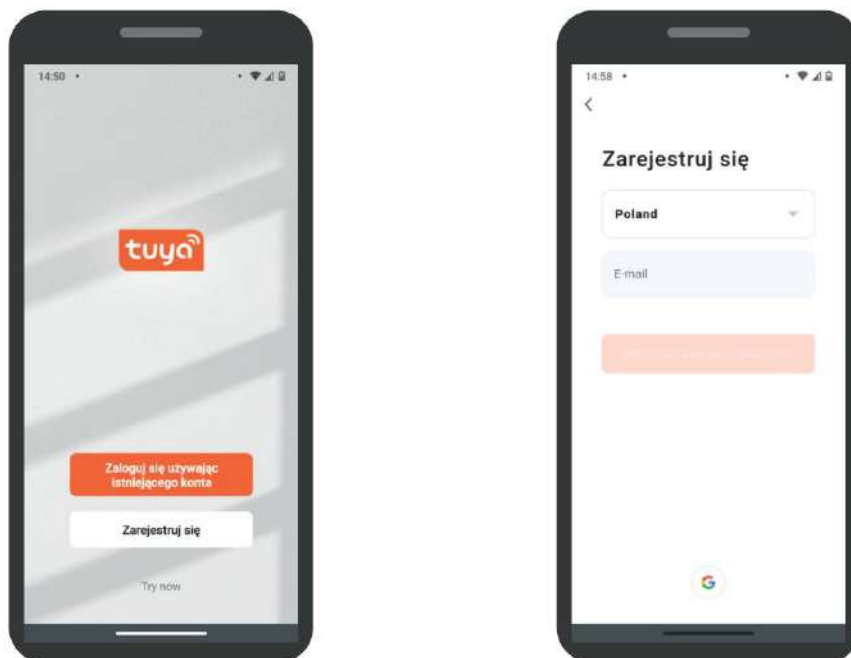 14:50
tuya
Zaloguj się używając
istniejącego konta
Zarejestruj się
Try now
14:58
Zarejestruj się
Poland
E-mail
G